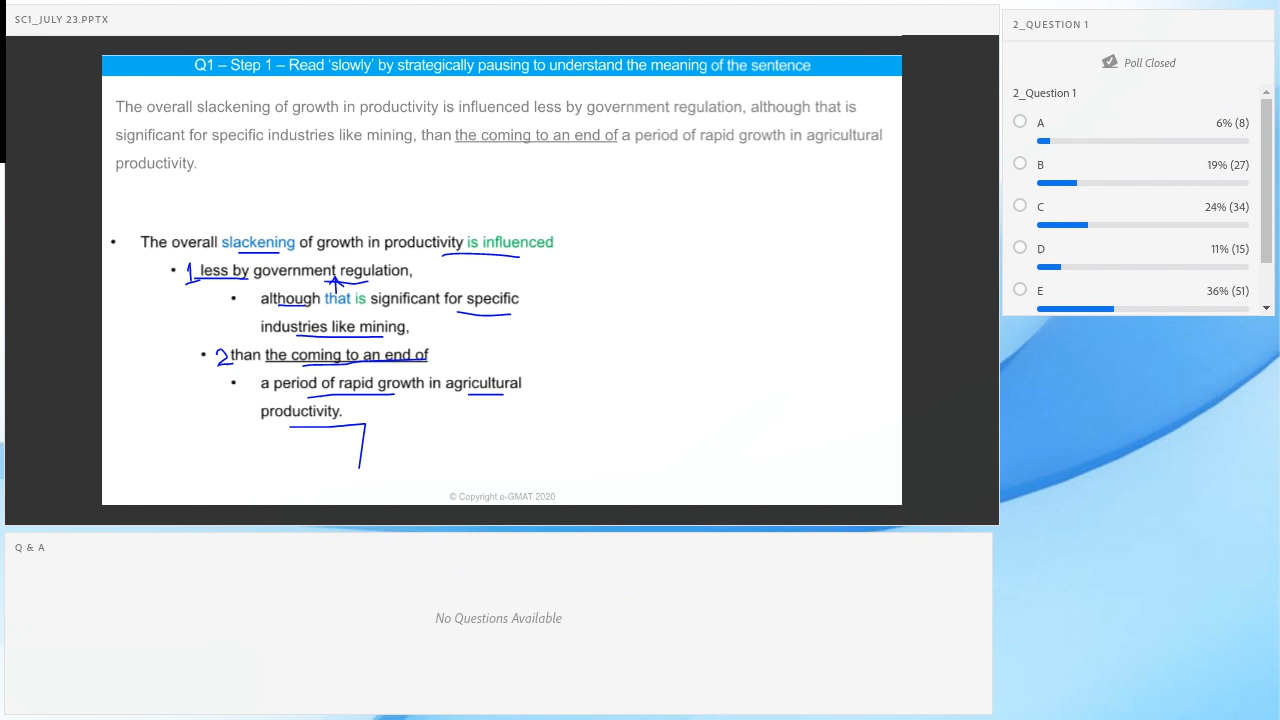 SC1_JULY 23.PPTX
Q1 – Step 1 – Read ‘slowly’ by strategically pausing to understand the meaning of the sentence
The overall slackening of growth in productivity is influenced less by government regulation, although that is
significant for specific industries like mining, than the coming to an end of a period of rapid growth in agricultural
productivity.
• The overall slackening of growth in productivity is influenced
• 1 less by government regulation,
• although that is significant for specific
industries like mining,
• 2 than the coming to an end of
• a period of rapid growth in agricultural
productivity.
© Copyright e-GMAT 2020
Q & A
No Questions Available
2_QUESTION 1
Poll Closed
2_Question 1
A 6% (8)
B 19% (27)
C 24% (34)
D 11% (15)
E 36% (51)